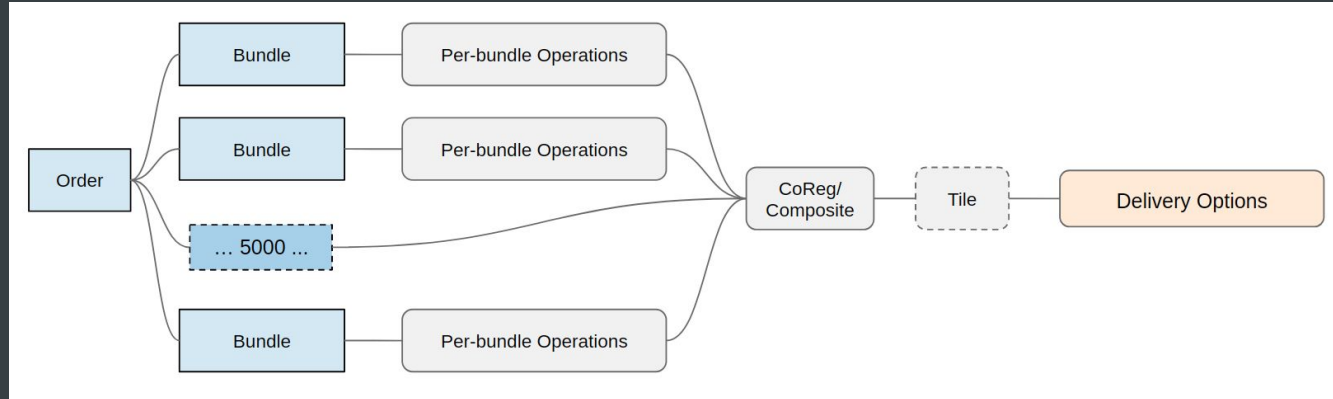 Bundle
Per-bundle Operations
Bundle
Per-bundle Operations
Order
CoReg/
Composite
Tile
Delivery Options
... 5000 ...
Bundle
Per-bundle Operations